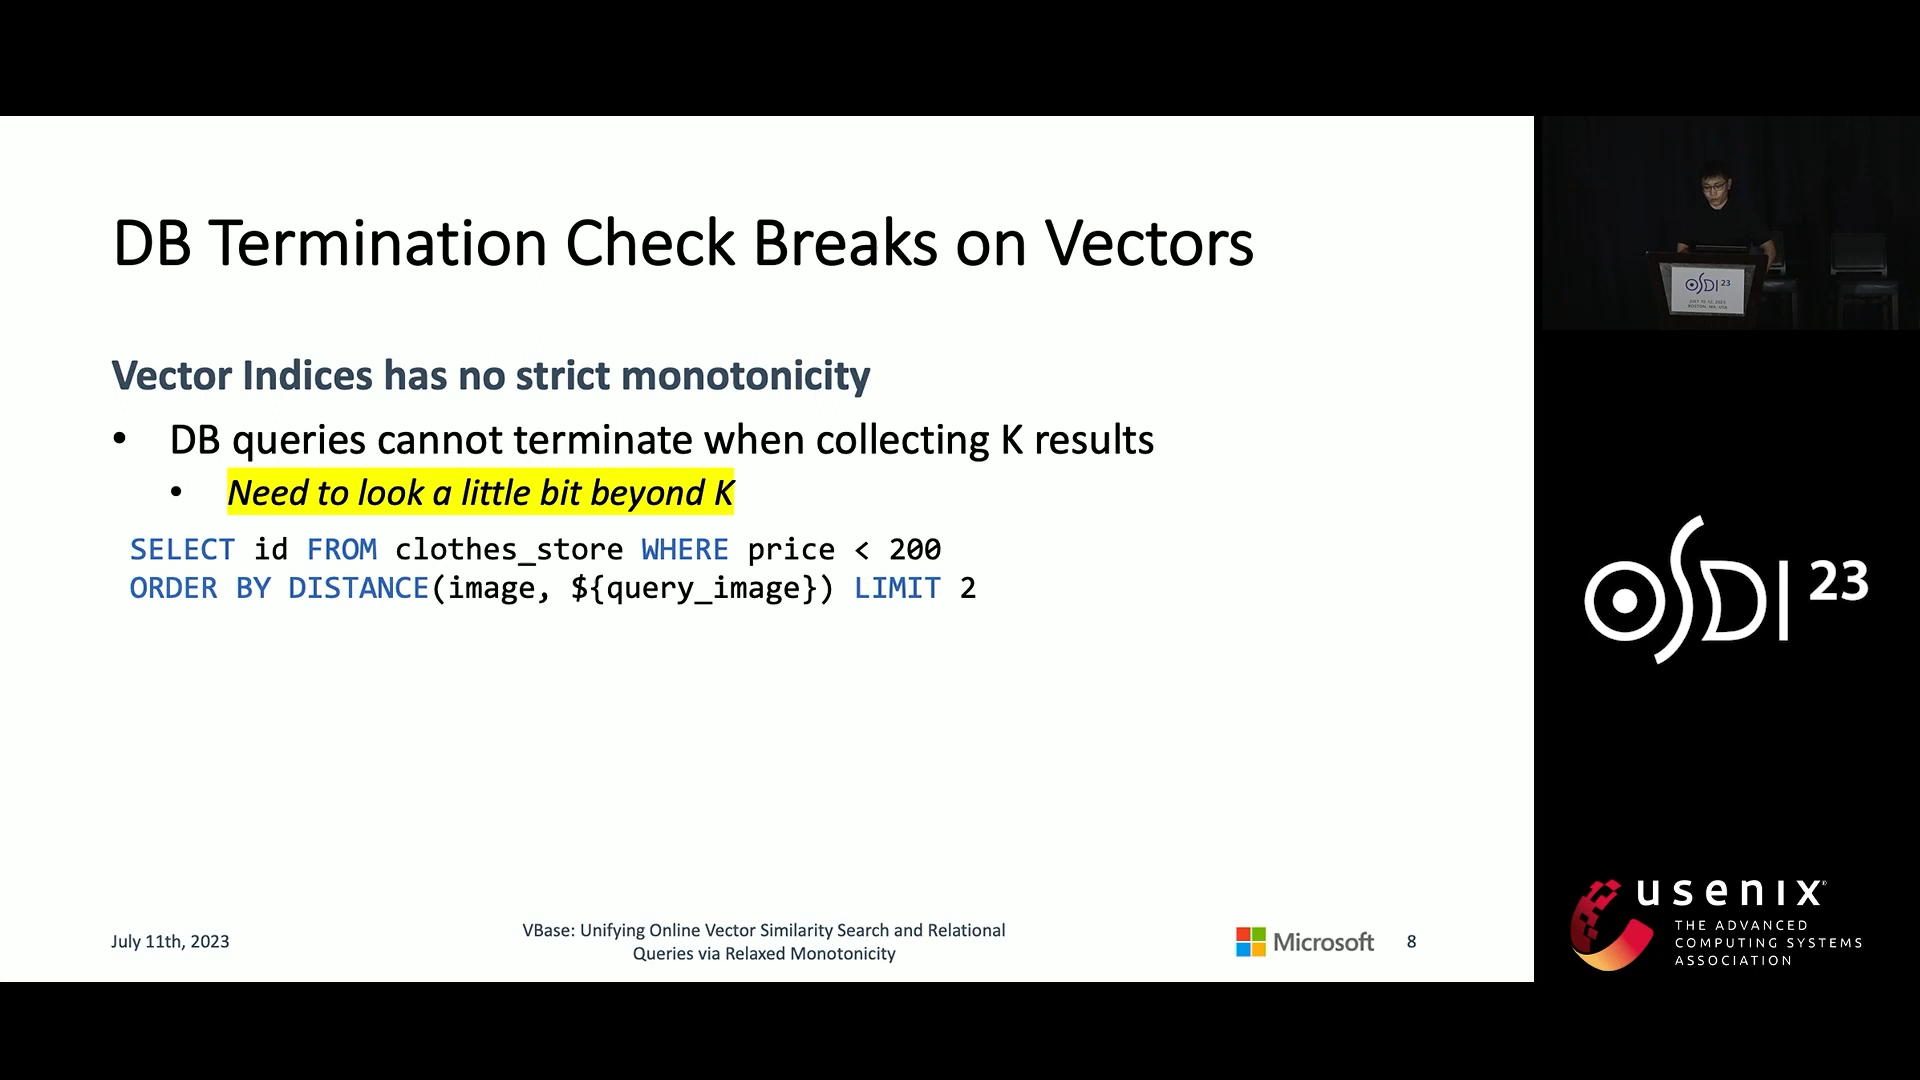 DB Termination Check Breaks on Vectors
Vector Indices has no strict monotonicity
• DB queries cannot terminate when collecting K results
• Need to look a little bit beyond K
SELECT id FROM clothes_store WHERE price < 200
ORDER BY DISTANCE(image, ${query_image}) LIMIT 2
July 11th, 2023
VBase: Unifying Online Vector Similarity Search and Relational
Queries via Relaxed Monotonicity
Microsoft
8
OSDI 23
OSDI 23
usenix
THE ADVANCED
COMPUTING SYSTEMS
ASSOCIATION